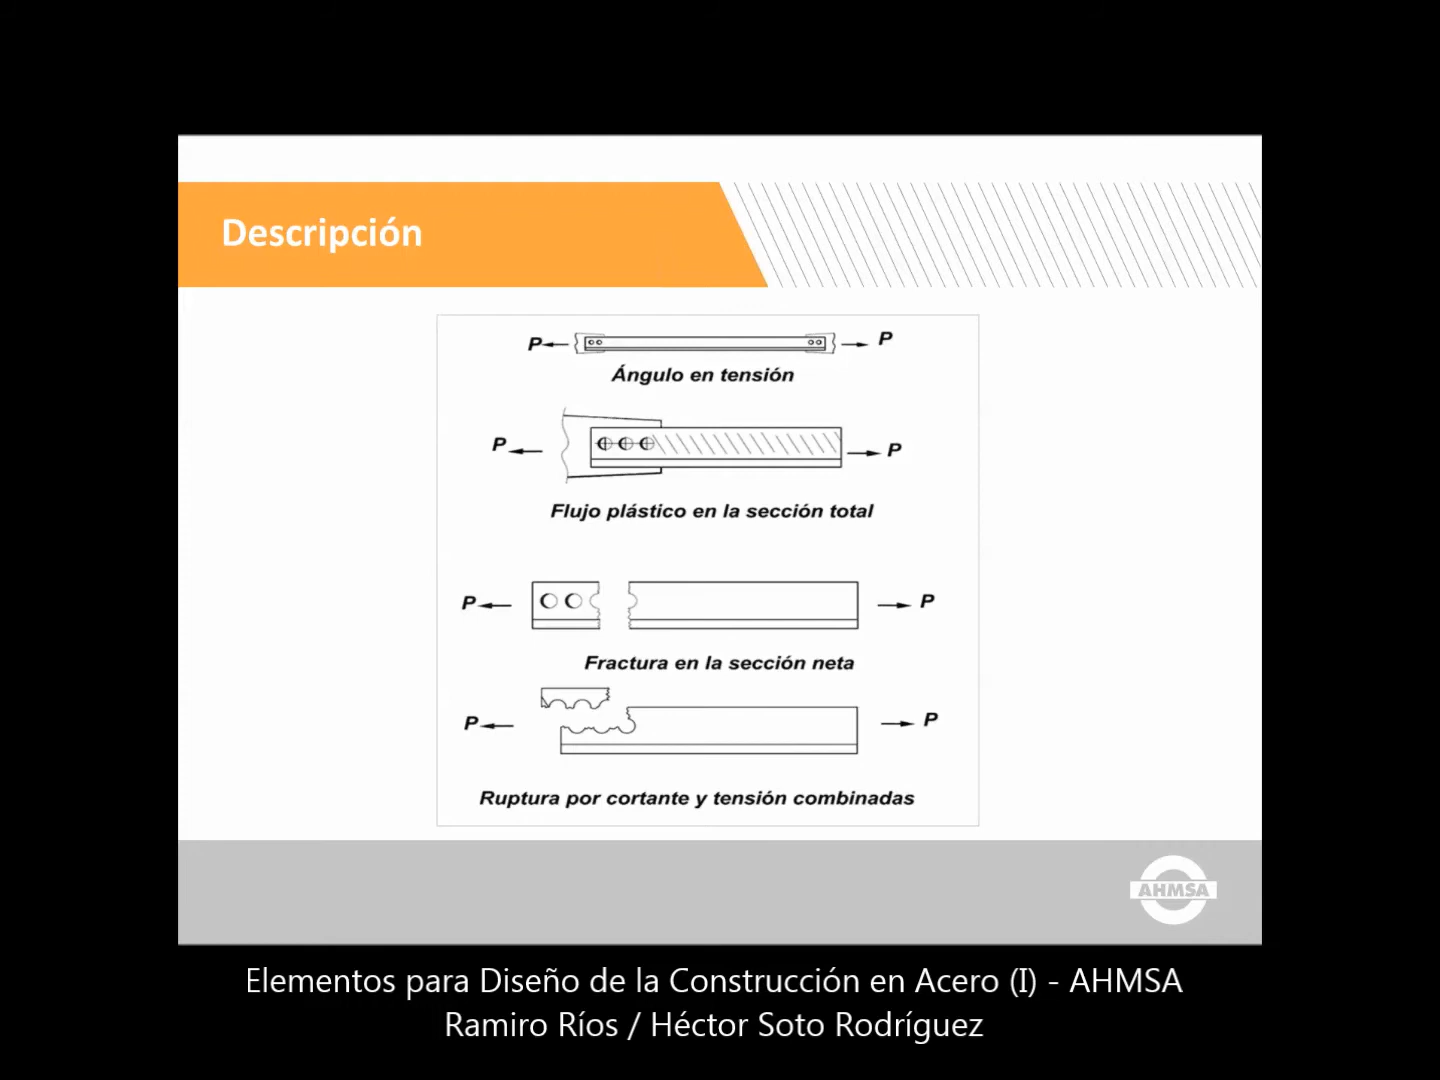 Descripción
P P
Ángulo en tensión
P P
Flujo plástico en la sección total
P P
Fractura en la sección neta
P P
Ruptura por cortante y tensión combinadas
AHMSA
Elementos para Diseño de la Construcción en Acero (I) - AHMSA
Ramiro Ríos / Héctor Soto Rodríguez